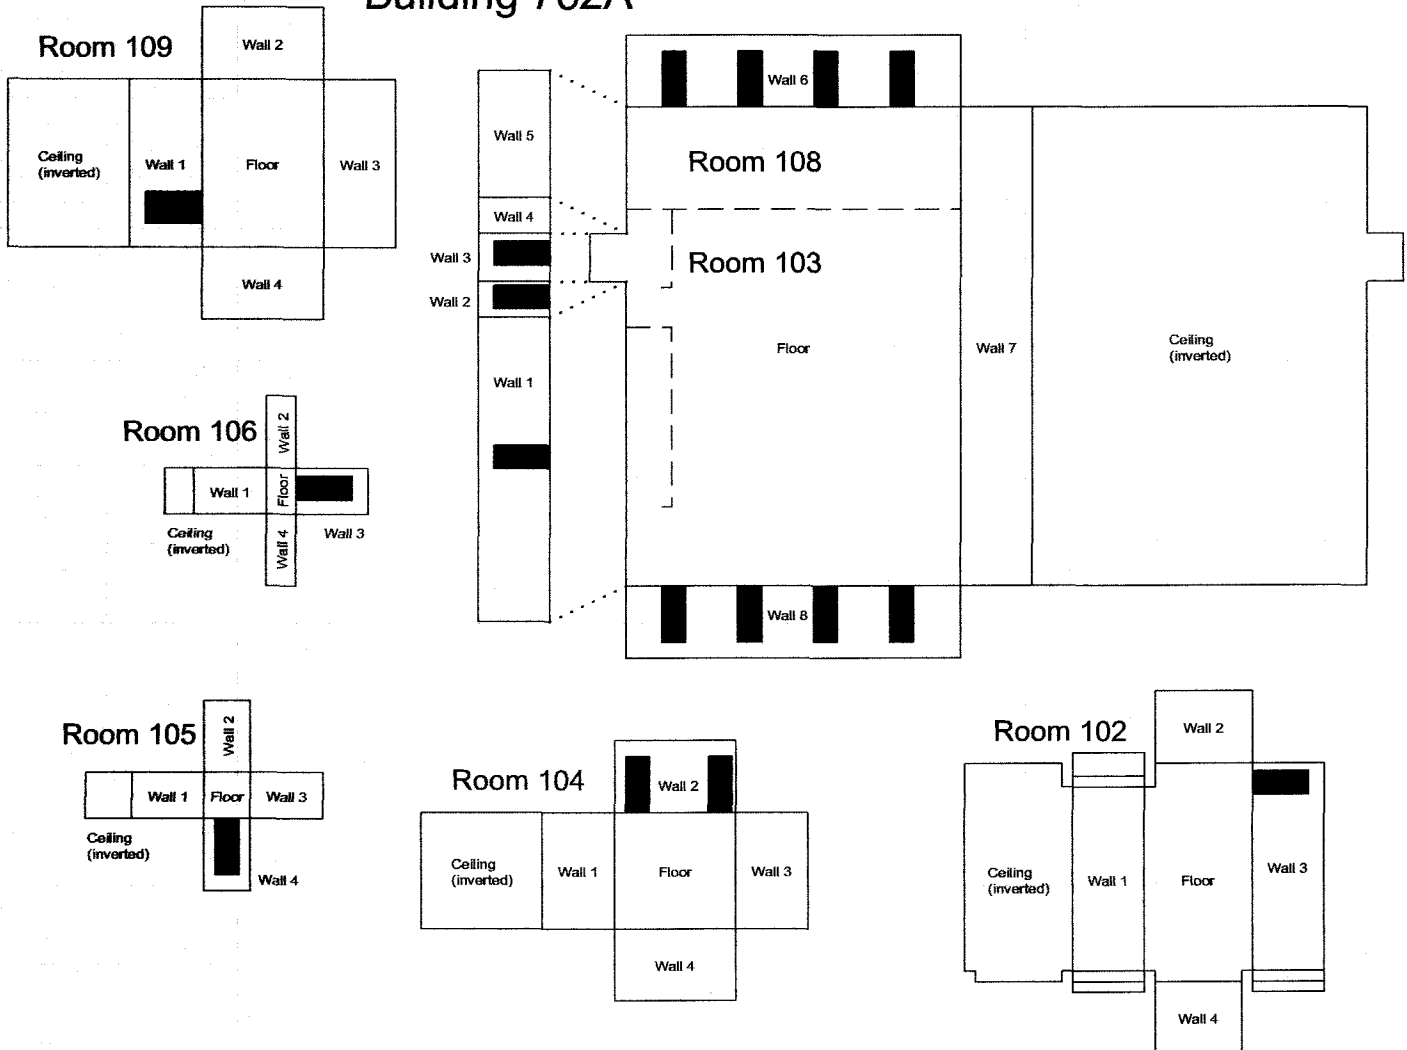 Building 762A
Room 109
Wall 2
Ceiling
(inverted)
Wall 1
Floor
Wall 3
Wall 4
Wall 5
Wall 4
Wall 3
Wall 2
Wall 1
Wall 6
Room 108
Room 103
Floor
Wall 7
Ceiling
(inverted)
Wall 8
Room 106
Wall 2
Wall 1
Floor
Ceiling
(inverted)
Wall 4
Wall 3
Room 105
Wall 2
Wall 1
Floor
Wall 3
Ceiling
(inverted)
Wall 4
Room 104
Wall 2
Ceiling
(inverted)
Wall 1
Floor
Wall 3
Wall 4
Room 102
Wall 2
Ceiling
(inverted)
Wall 1
Floor
Wall 3
Wall 4